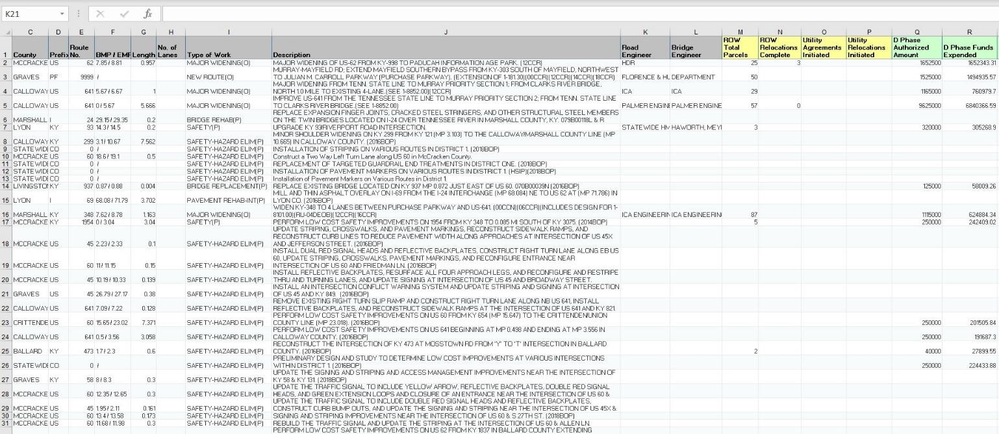 K21 fx
C D E F G H I J K L M N O P Q R
1 County Prefix Route No. BMP / EMP Length No. of Lanes Type of Work Description Road Engineer Bridge Engineer ROW Total Parcels ROW Relocations Complete Utility Agreements Initiated Utility Relocations Initiated D Phase Authorized Amount D Phase Funds Expended
2 MCCRACKE US 62 7.85 / 8.81 0.957 MAJOR WIDENING(O) MAJOR WIDENING OF US-62 FROM KY-998 TO PADUCAH INFORMATION AGE PARK. (12CCR) HDR 25 3 1652500 1652343.31
MURRAY-MAYFIELD RD; EXTEND MAYFIELD SOUTHERN BYPASS FROM KY-303 SOUTH OF MAYFIELD, NORTHWEST
3 GRAVES PF 9999 / NEW ROUTE(O) TO JULIAN M. CARROLL PARKWAY (PURCHASE PARKWAY). (EXTENSION OF 1-181.30)(00CCR)(12CCR)(14CCR)(18CCR) FLORENCE & HU DEPARTMENT 50 1525000 1494935.57
MAJOR WIDENING FROM TENN. STATE LINE TO MURRAY PRIORITY SECTION 1; FROM CLARKS RIVER BRIDGE,
4 CALLOWAY US 641 5.67 / 6.67 1 MAJOR WIDENING(O) NORTH 1.0 MILE TO EXISTING 4-LANE.(SEE 1-8852.00)(12CCR) ICA ICA 29 1165000 760979.7
IMPROVE US-641 FROM THE TENNESSEE STATE LINE TO MURRAY PRIORITY SECTION 2; FROM TENN. STATE LINE
5 CALLOWAY US 641 0 / 5.67 5.666 MAJOR WIDENING(O) TO CLARKS RIVER BRIDGE.(SEE 1-8852.00) PALMER ENGINE PALMER ENGINE 57 0 9625000 6840366.59
REPLACE EXPANSION FINGER JOINTS, CRACKED STEEL STRINGERS, AND OTHER STRUCTURAL STEEL MEMBERS
6 MARSHALL I 24 29.15 / 29.35 0.2 BRIDGE REHAB(P) ON THE TWIN BRIDGES LOCATED ON I-24 OVER TENNESSEE RIVER IN MARSHALL COUNTY, KY. 079B00118L & R
7 LYON KY 93 14.3 / 14.5 0.2 SAFETY(P) UPGRADE KY 93/RIVERPORT ROAD INTERSECTION. STATEWIDE HW HAWORTH, MEYE 3 320000 305268.9
MINOR SHOULDER WIDENING ON KY 299 FROM KY 121 (MP 3.103) TO THE CALLOWAY/MARSHALL COUNTY LINE (MP
8 CALLOWAY KY 299 3.1 / 10.67 7.562 SAFETY-HAZARD ELIM(P) 10.665) IN CALLOWAY COUNTY. (2016BOP)
9 STATEWIDE CO 0 / SAFETY-HAZARD ELIM(P) INSTALLATION OF STRIPING ON VARIOUS ROUTES IN DISTRICT 1. (2018BOP)
10 MCCRACKE US 60 18.6 / 19.1 0.5 SAFETY-HAZARD ELIM(P) Construct a Two Way Left Turn Lane along US 60 in McCracken County.
11 STATEWIDE CO 0 / SAFETY-HAZARD ELIM(P) REPLACEMENT OF TARGETED GUARDRAIL END TREATMENTS IN DISTRICT ONE. (2016BOP)
12 STATEWIDE CO 0 / SAFETY-HAZARD ELIM(P) INSTALLATION OF PAVEMENT MARKERS ON VARIOUS ROUTES IN DISTRICT 1. (HSIP)(2018BOP)
13 STATEWIDE CO 0 / SAFETY-HAZARD ELIM(P) Installation of Pavement Markers on Various Routes in District 1.
14 LIVINGSTON KY 937 0.87 / 0.88 0.004 BRIDGE REPLACEMENT(P) REPLACE EXISTING BRIDGE LOCATED ON KY 937 MP 0.872 JUST EAST OF US 60. 070B00039N (2016BOP) 125000 58009.26
MILL AND THIN ASPHALT OVERLAY ON I-69 FROM THE I-24 INTERCHANGE (MP 68.084) NE TO US 62 AT (MP 71.786) IN
15 LYON I 69 68.08 / 71.79 3.702 PAVEMENT REHAB-INT(P) LYON CO. (2016BOP)
WIDEN KY-348 TO 4 LANES BETWEEN PURCHASE PARKWAY AND US-641. (00CCN)(06CCR)(INCLUDES DESIGN FOR 1-
16 MARSHALL KY 348 7.62 / 8.78 1.163 MAJOR WIDENING(O) 8101.00)(RU-04DEOB)(12CCR)(16CCR) ICA ENGINEERIN ICA ENGINEERIN 87 1115000 624884.34
17 MCCRACKE KY 1954 0 / 3.04 3.04 SAFETY(P) PERFORM LOW COST SAFETY IMPROVEMENTS ON 1954 FROM KY 348 TO 0.085 MI SOUTH OF KY 3075. (2014BOP) 5 250000 242409.02
UPDATE STRIPING, CROSSWALKS, AND PAVEMENT MARKINGS, RECONSTRUCT SIDEWALK RAMPS, AND
RECONSTRUCT CURB LINES TO REDUCE PAVEMENT WIDTH ALONG APPROACHES AT INTERSECTION OF US 45X
18 MCCRACKE US 45 2.23 / 2.33 0.1 SAFETY-HAZARD ELIM(P) AND JEFFERSON STREET. (2016BOP)
INSTALL DUAL RED SIGNAL HEADS AND REFLECTIVE BACKPLATES, CONSTRUCT RIGHT TURN LANE ALONG EB US
60, UPDATE STRIPING, CROSSWALKS, PAVEMENT MARKINGS, AND RECONFIGURE ENTRANCE NEAR
19 MCCRACKE US 60 11 / 11.15 0.15 SAFETY-HAZARD ELIM(P) INTERSECTION OF US 60 AND FRIEDMAN LN. (2016BOP)
INSTALL REFLECTIVE BACKPLATES, RESURFACE ALL FOUR APPROACH LEGS, AND RECONFIGURE AND RESTRIPE
20 MCCRACKE US 45 10.19 / 10.33 0.139 SAFETY-HAZARD ELIM(P) THRU AND TURNING LANES, AND UPDATE SIGNING AT INTERSECTION OF US 45 AND BROADWAY STREET.
INSTALL AN INTERSECTION CONFLICT WARNING SYSTEM AND UPDATE STRIPING AND SIGNING AT INTERSECTION
21 GRAVES US 45 26.79 / 27.17 0.38 SAFETY-HAZARD ELIM(P) OF US 45 AND KY 849. (2016BOP)
REMOVE EXISTING RIGHT TURN SLIP RAMP AND CONSTRUCT RIGHT TURN LANE ALONG NB US 641, INSTALL
22 CALLOWAY US 641 7.09 / 7.22 0.128 SAFETY-HAZARD ELIM(P) REFLECTIVE BACKPLATES, AND RECONSTRUCT SIDEWALK RAMPS AT THE INTERSECTION OF US 641 AND KY 821.
PERFORM LOW COST SAFETY IMPROVEMENTS ON US 60 FROM KY 654 (MP 15.647) TO THE CRITTENDEN/UNION
23 CRITTENDE US 60 15.65 / 23.02 7.371 SAFETY-HAZARD ELIM(P) COUNTY LINE (MP 23.018). (2016BOP) 250000 201505.84
PERFORM LOW COST SAFETY IMPROVEMENTS ON US 641 BEGINNING AT MP 0.498 AND ENDING AT MP 3.556 IN
24 CALLOWAY US 641 0.5 / 3.56 3.058 SAFETY-HAZARD ELIM(P) CALLOWAY COUNTY. (2016BOP) 250000 191687.3
RECONSTRUCT THE INTERSECTION OF KY 473 AT MOSSTOWN RD FROM 'Y' TO 'T' INTERSECTION IN BALLARD
25 BALLARD KY 473 1.7 / 2.3 0.6 SAFETY-HAZARD ELIM(P) COUNTY. (2016BOP) 2 40000 27899.55
PRELIMINARY DESIGN AND STUDY TO DETERMINE LOW COST IMPROVEMENTS AT VARIOUS INTERSECTIONS
26 STATEWIDE CO 0 / SAFETY-HAZARD ELIM(P) WITHIN DISTRICT 1. (2016BOP) 250000 224433.88
UPDATE THE SIGNING AND STRIPING AND ACCESS MANAGEMENT IMPROVEMENTS NEAR THE INTERSECTION OF
27 GRAVES KY 58 8 / 8.3 0.3 SAFETY-HAZARD ELIM(P) KY 58 & KY 131. (2018BOP)
UPDATE THE TRAFFIC SIGNAL TO INCLUDE YELLOW ARROW, REFLECTIVE BACKPLATES, DOUBLE RED SIGNAL
28 MCCRACKE US 60 12.35 / 12.65 0.3 SAFETY-HAZARD ELIM(P) HEADS, AND GREEN EXTENSION LOOPS AND CLOSURE OF AN ENTRANCE NEAR THE INTERSECTION OF US 60 &
UPDATE THE TRAFFIC SIGNAL TO INCLUDE DOUBLE RED SIGNAL HEADS AND REFLECTIVE BACKPLATES,
29 MCCRACKE US 45 1.95 / 2.11 0.161 SAFETY-HAZARD ELIM(P) CONSTRUCT CURB BUMP OUTS, AND UPDATE THE SIGNING AND STRIPING NEAR THE INTERSECTION OF US 45X &
30 MCCRACKE US 60 13.4 / 13.58 0.173 SAFETY-HAZARD ELIM(P) SIGNING AND STRIPING IMPROVEMENTS NEAR THE INTERSECTION OF US 60 & S 27TH ST. (2018BOP)
31 MCCRACKE US 60 11.68 / 11.98 0.3 SAFETY-HAZARD ELIM(P) REBUILD THE TRAFFIC SIGNAL AND UPDATE THE STRIPING AT THE INTERSECTION OF US 60 & ALLEN LN.
PERFORM LOW COST SAFETY IMPROVEMENTS ON US 62 FROM KY 1837 IN BALLARD COUNTY EXTENDING